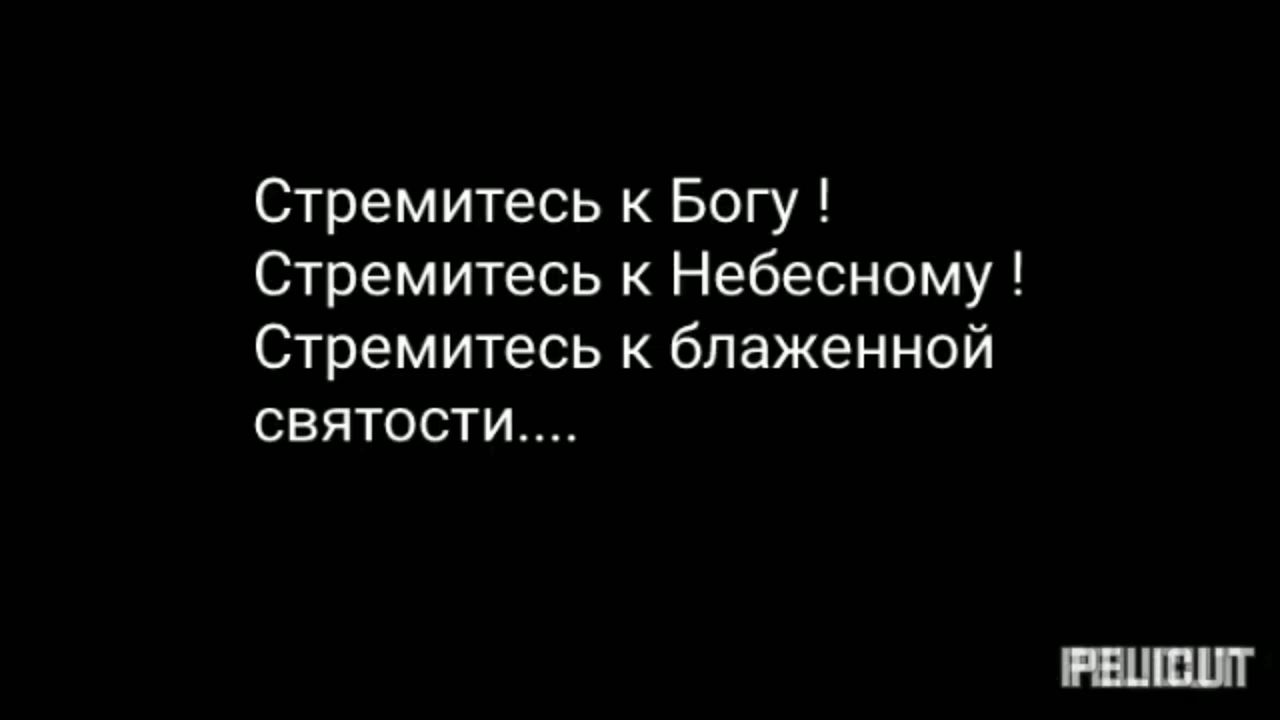 Стремитесь к Богу !
Стремитесь к Небесному !
Стремитесь к блаженной
святости....
PELICUT